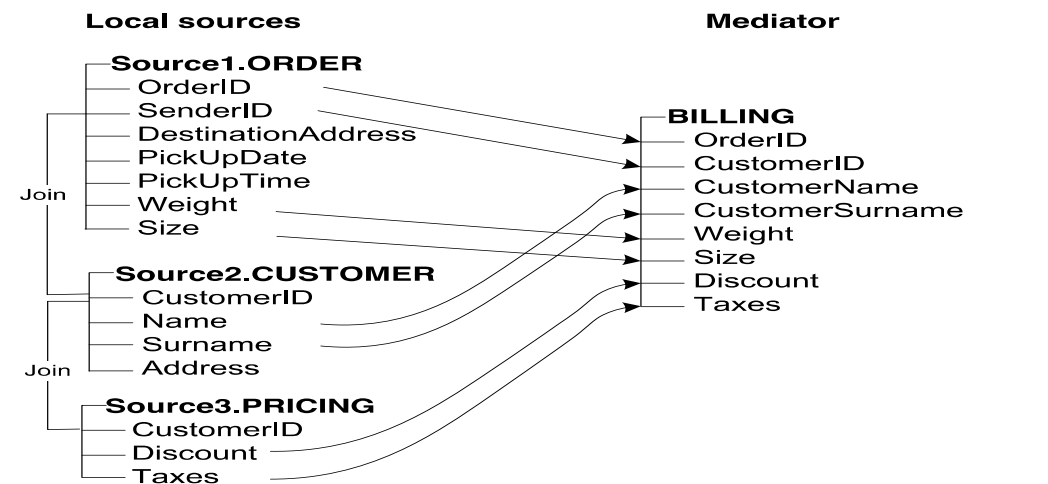 Local sources
Mediator
Source1.ORDER
OrderID
SenderID
DestinationAddress
PickUpDate
PickUpTime
Weight
Size
Join
Source2.CUSTOMER
CustomerID
Name
Surname
Address
Join
Source3.PRICING
CustomerID
Discount
Taxes
BILLING
OrderID
CustomerID
CustomerName
CustomerSurname
Weight
Size
Discount
Taxes